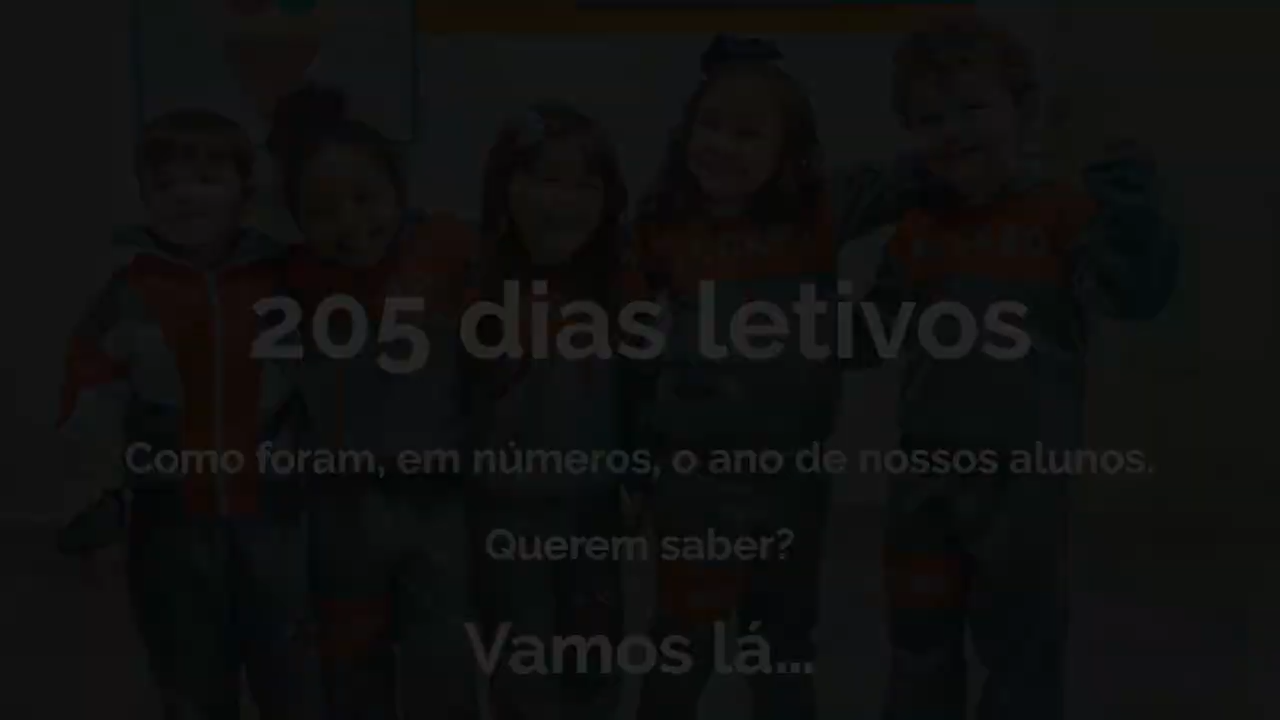 205 dias letivos
Como foram, em números, o ano de nossos alunos.
Querem saber?
Vamos lá...